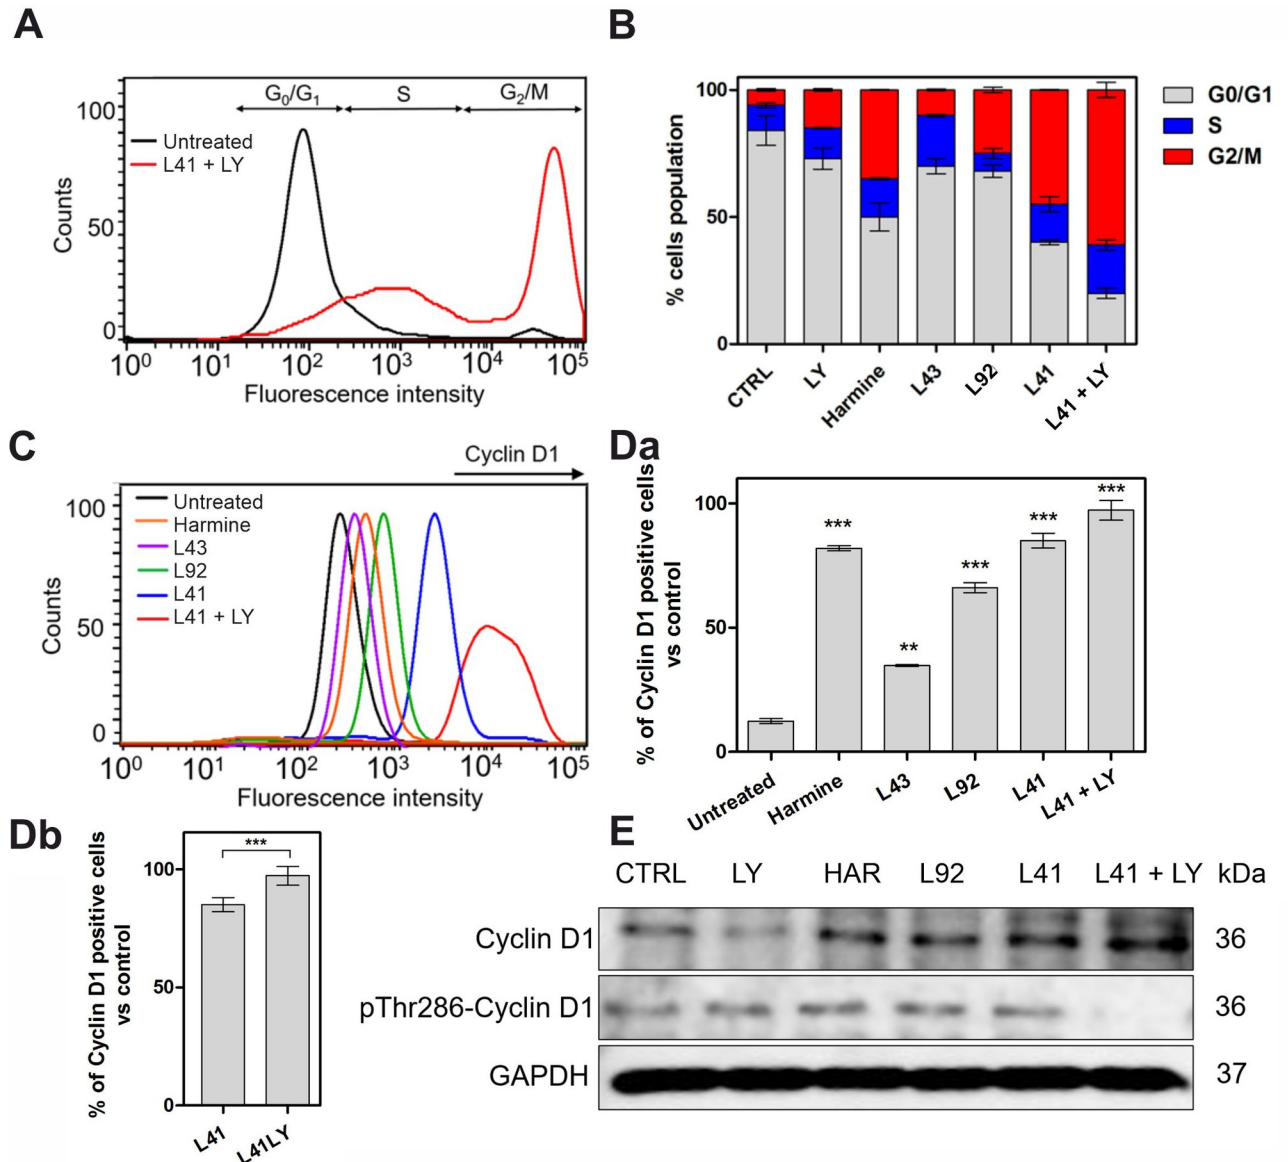 A
G0/G1 S G2/M
Untreated
L41 + LY
100
50
0
Counts
10^0 10^1 10^2 10^3 10^4 10^5
Fluorescence intensity
B
100
50
0
% cells population
CTRL LY Harmine L43 L92 L41 L41 + LY
G0/G1
S
G2/M
C
Cyclin D1
Untreated
Harmine
L43
L92
L41
L41 + LY
100
50
0
Counts
10^0 10^1 10^2 10^3 10^4 10^5
Fluorescence intensity
Da
% of Cyclin D1 positive cells
vs control
100
50
0
*** ** *** *** ***
Untreated Harmine L43 L92 L41 L41 + LY
Db
% of Cyclin D1 positive cells
vs control
100
50
0
***
L41 L41LY
E
CTRL LY HAR L92 L41 L41 + LY kDa
Cyclin D1 36
pThr286-Cyclin D1 36
GAPDH 37